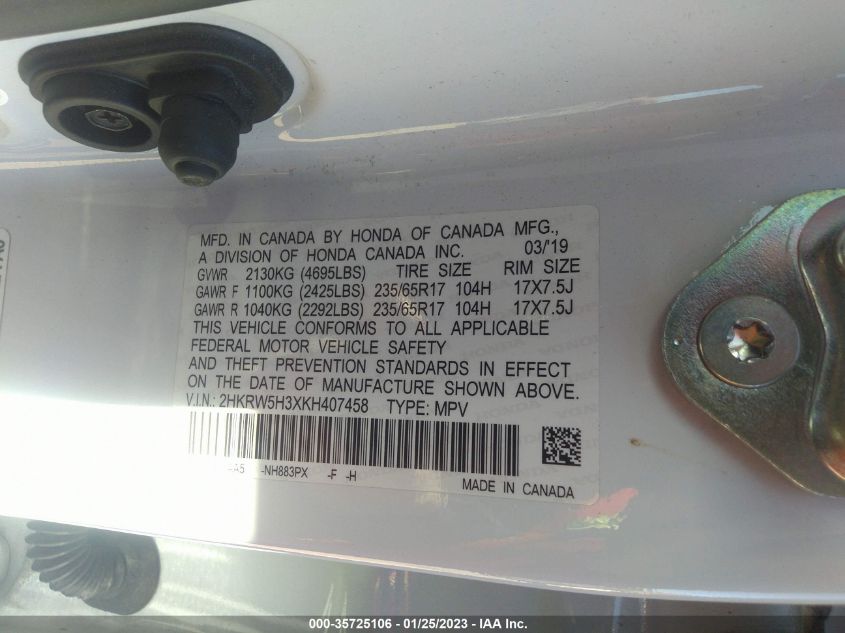 MFD. IN CANADA BY HONDA OF CANADA MFG.,
A DIVISION OF HONDA CANADA INC. 03/'19
GVWR 2130KG (4695LBS) TIRE SIZE RIM SIZE
GAWR F 1100KG (2425LBS) 235/65R17 104H 17X7.5J
GAWR R 1040KG (2292LBS) 235/65R17 104H 17X7.5J
THIS VEHICLE CONFORMS TO ALL APPLICABLE
FEDERAL MOTOR VEHICLE SAFETY
AND THEFT PREVENTION STANDARDS IN EFFECT
ON THE DATE OF MANUFACTURE SHOWN ABOVE.
V.I.N.: 2HKRW5H3XKH407458 TYPE: MPV
-NH883PX -F -H
MADE IN CANADA
000-35725106 - 01/25/2023 - IAA Inc.